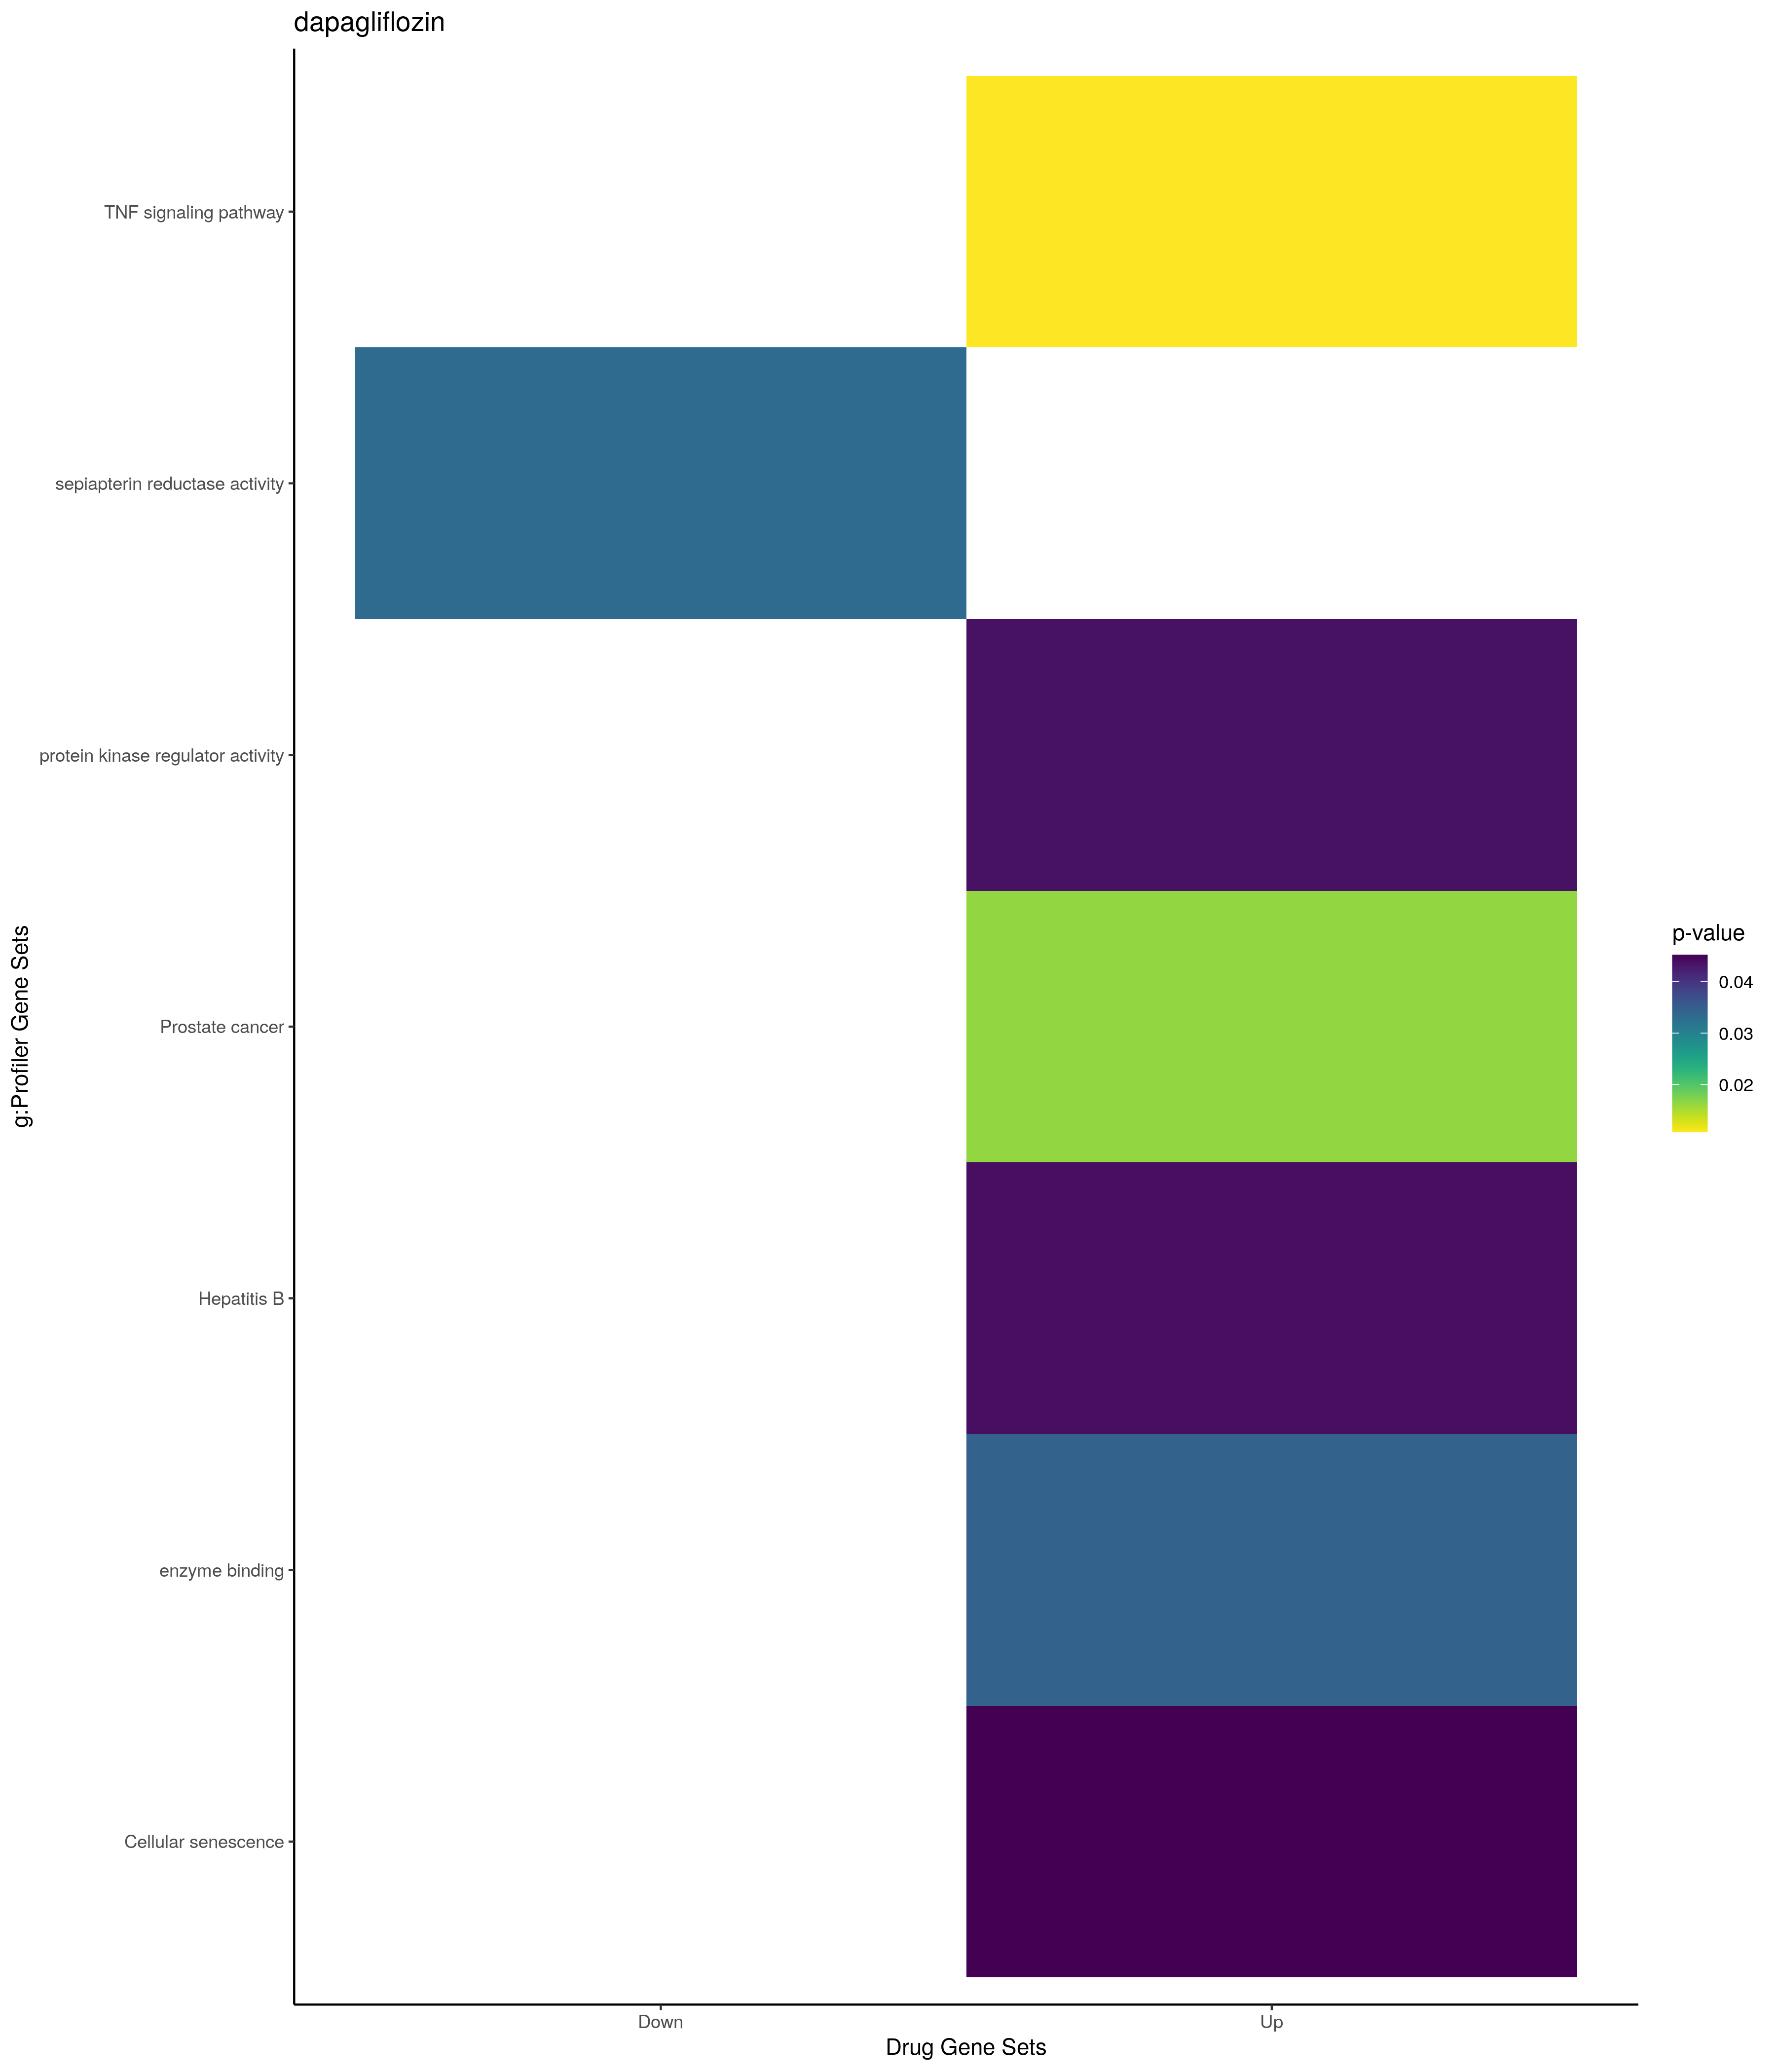 dapagliflozin
TNF signaling pathway
sepiapterin reductase activity
protein kinase regulator activity
Prostate cancer
Hepatitis B
enzyme binding
Cellular senescence
g:Profiler Gene Sets
Down
Up
Drug Gene Sets
p-value
0.04
0.03
0.02